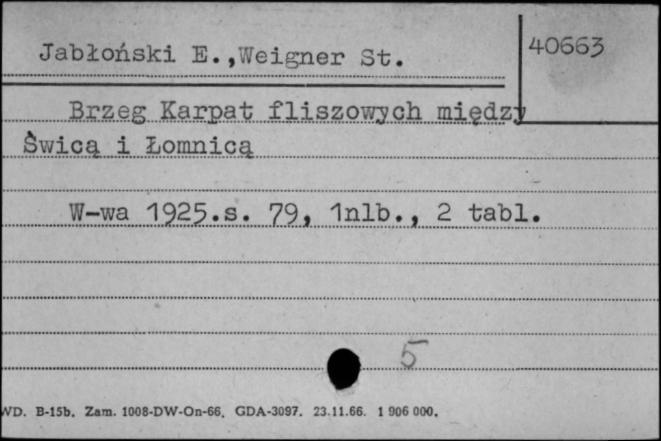 Jabłoński E.,Weigner St.
40663
Brzeg Karpat fliszowych między
Świcą i Łomnicą
W-wa 1925.s. 79, 1nlb., 2 tabl.
5
WD. B-15b. Zam. 1008-DW-On-66. GDA-3097. 23.11.66. 1 906 000.